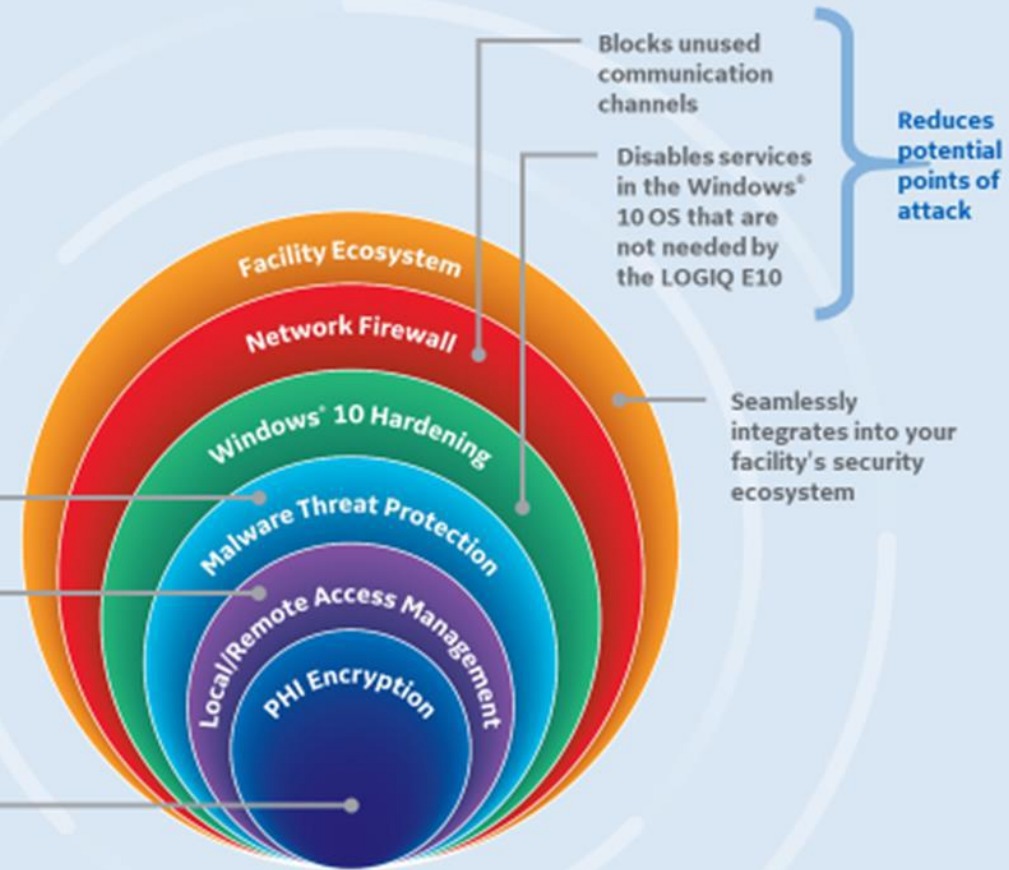 Blocks unused
communication
channels
Disables services
in the Windows®
10 OS that are
not needed by
the LOGIQ E10
Reduces
potential
points of
attack
Seamlessly
integrates into your
facility's security
ecosystem
Facility Ecosystem
Network Firewall
Windows® 10 Hardening
Malware Threat Protection
Local/Remote Access Management
PHI Encryption